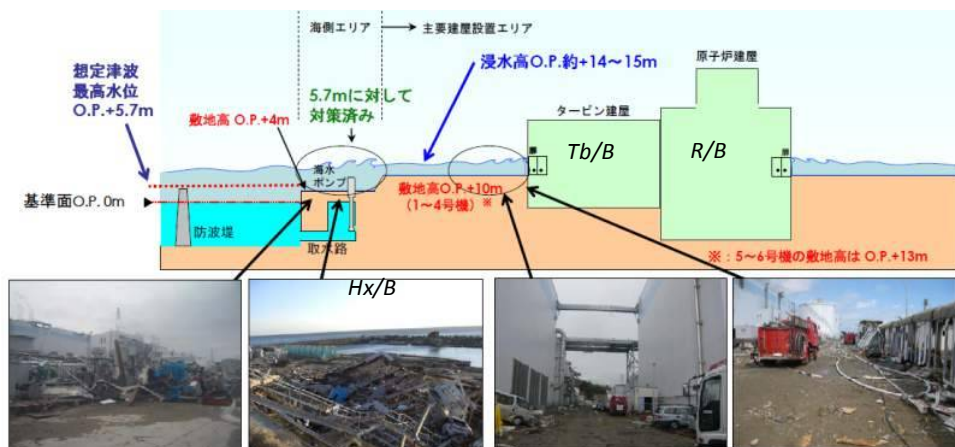 海側エリア
主要建屋設置エリア
想定津波
最高水位
O.P.+5.7m
敷地高 O.P.+4m
5.7mに対して
対策済み
浸水高O.P.約+14~15m
原子炉建屋
タービン建屋
Tb/B
R/B
海水
ポンプ
敷地高O.P.+10m
(1~4号機)※
基準面O.P. 0m
防波堤
取水路
※:5~6号機の敷地高は O.P.+13m
Hx/B